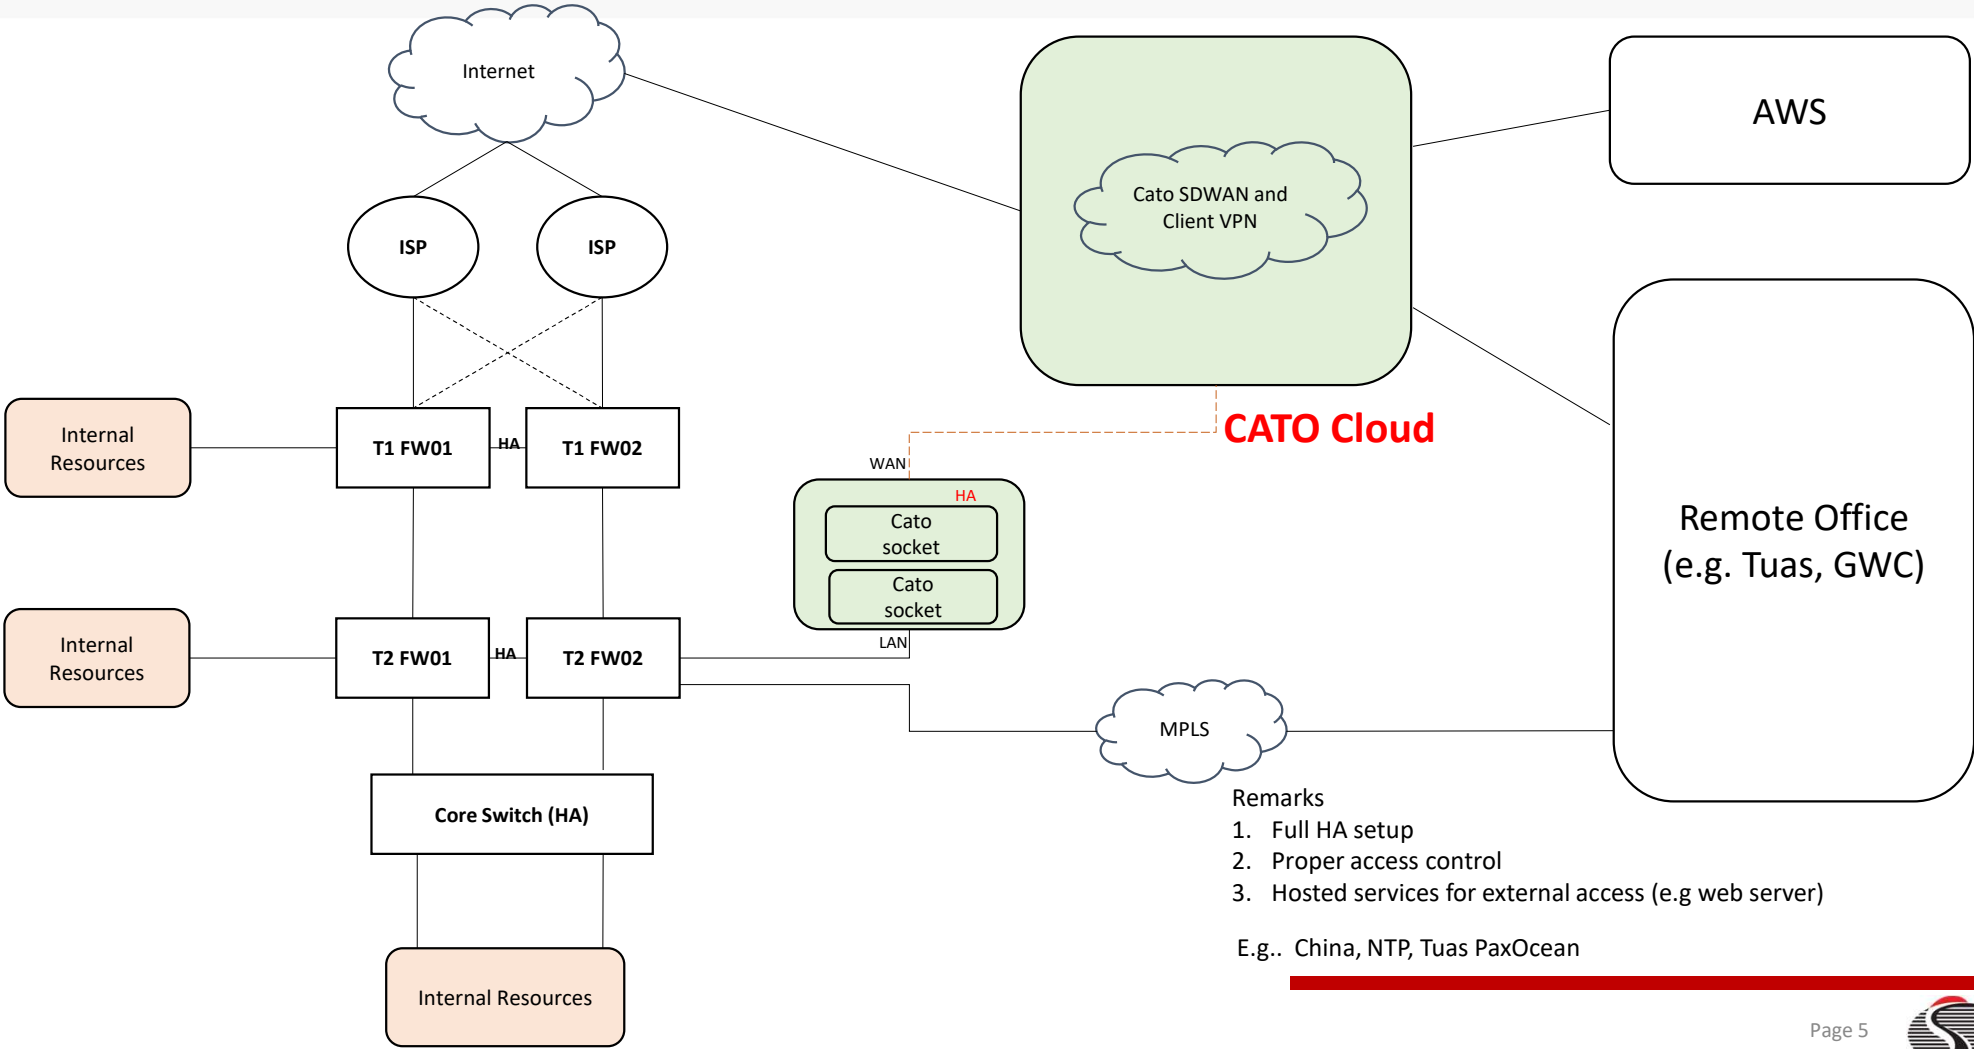 Internet
Cato SDWAN and
Client VPN
AWS
ISP
ISP
Internal
Resources
T1 FW01
HA
T1 FW02
CATO Cloud
WAN
HA
Cato
socket
Cato
socket
LAN
Remote Office
(e.g. Tuas, GWC)
Internal
Resources
T2 FW01
HA
T2 FW02
MPLS
Core Switch (HA)
Remarks
1. Full HA setup
2. Proper access control
3. Hosted services for external access (e.g web server)
E.g.. China, NTP, Tuas PaxOcean
Internal Resources
Page 5